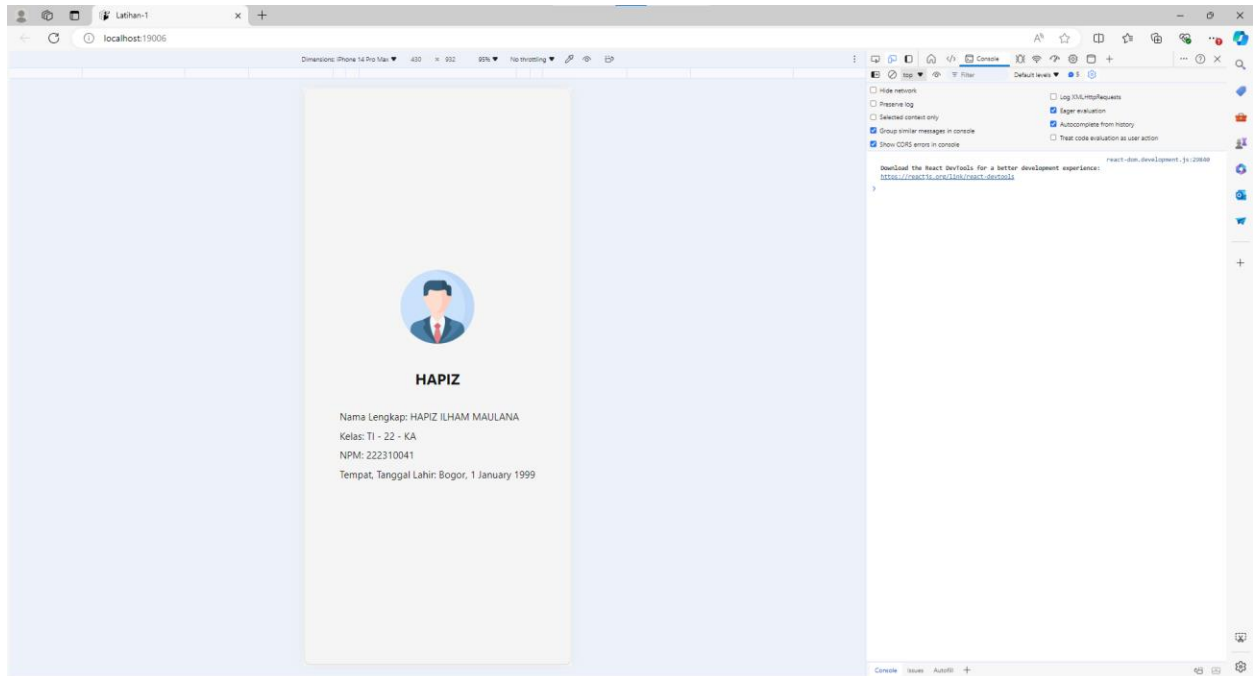 Latihan-1
localhost:19006
Dimensions: iPhone 14 Pro Max ▼ 430 × 932 95% ▼ No throttling ▼
Console
top ▼ Filter Default levels ▼ 5
Hide network
Log XMLHttpRequests
Preserve log
Eager evaluation
Selected context only
Autocomplete from history
Group similar messages in console
Treat code evaluation as user action
Show CORS errors in console
Download the React DevTools for a better development experience:
https://reactjs.org/link/react-devtools
HAPIZ
Nama Lengkap: HAPIZ ILHAM MAULANA
Kelas: TI - 22 - KA
NPM: 222310041
Tempat, Tanggal Lahir: Bogor, 1 January 1999
Console Issues Autofill